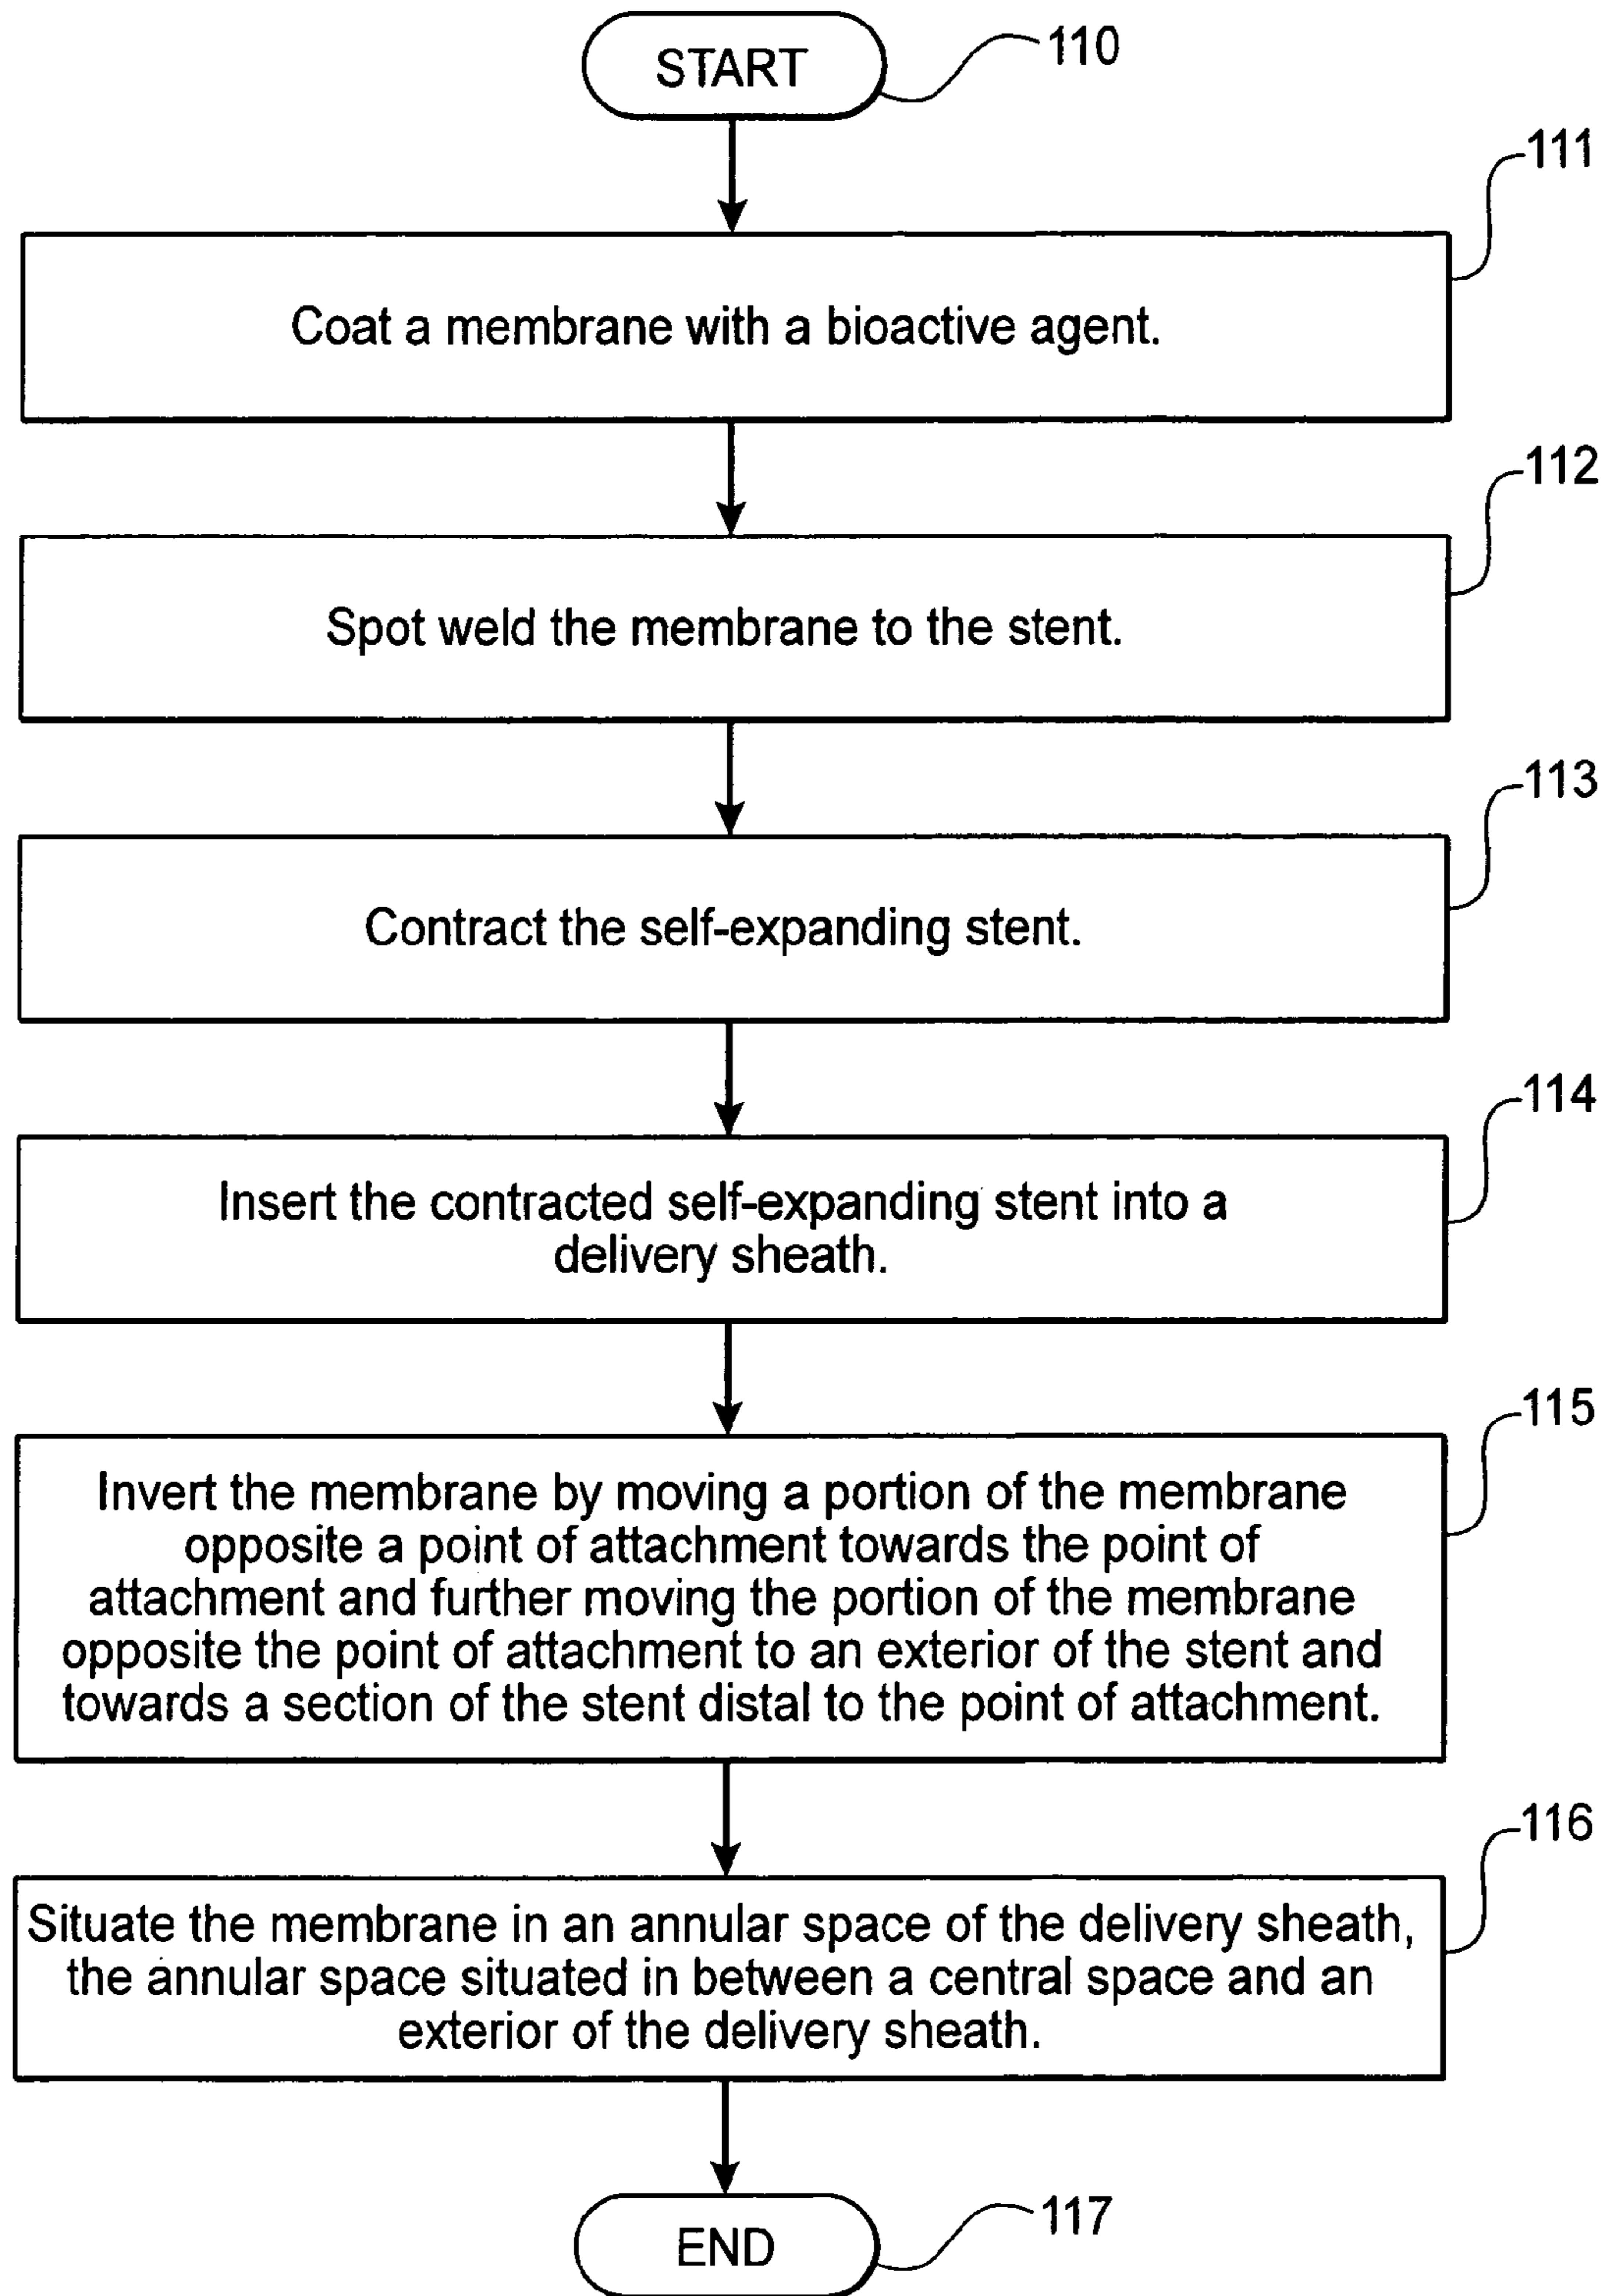 START
110
111
Coat a membrane with a bioactive agent.
112
Spot weld the membrane to the stent.
113
Contract the self-expanding stent.
114
Insert the contracted self-expanding stent into a
delivery sheath.
115
Invert the membrane by moving a portion of the membrane
opposite a point of attachment towards the point of
attachment and further moving the portion of the membrane
opposite the point of attachment to an exterior of the stent and
towards a section of the stent distal to the point of attachment.
116
Situate the membrane in an annular space of the delivery sheath,
the annular space situated in between a central space and an
exterior of the delivery sheath.
117
END